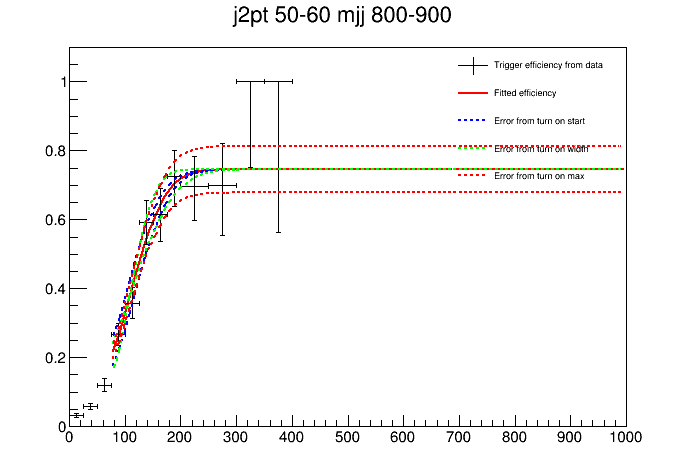 j2pt 50-60 mjj 800-900
Trigger efficiency from data
Fitted efficiency
Error from turn on start
Error from turn on width
Error from turn on max
1
0.8
0.6
0.4
0.2
0
0 100 200 300 400 500 600 700 800 900 1000